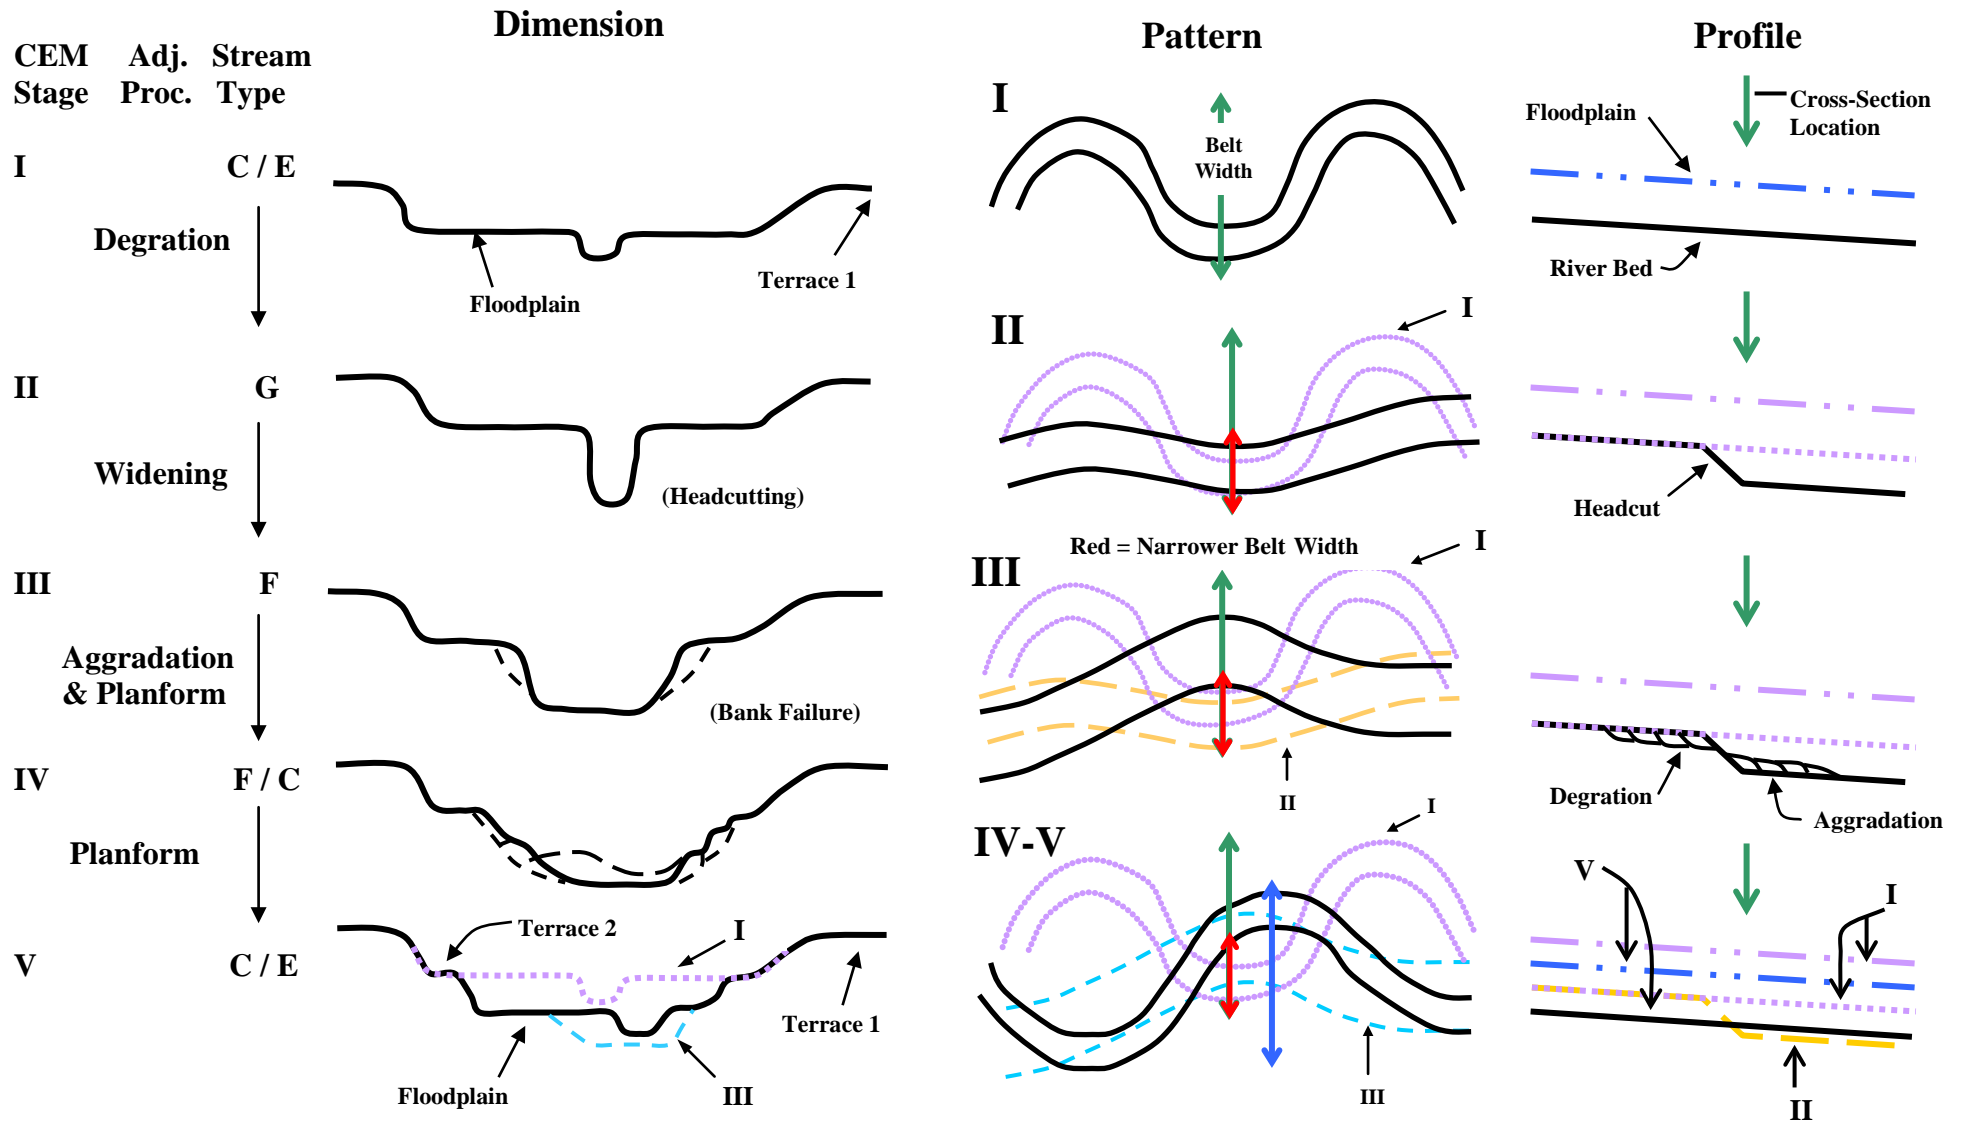 Dimension
CEM Adj. Stream
Stage Proc. Type
I C / E
Degration
Floodplain
Terrace 1
II G
Widening
(Headcutting)
III F
Aggradation
& Planform
(Bank Failure)
IV F / C
Planform
V C / E
Terrace 2
I
Terrace 1
Floodplain
III
Pattern
I
Belt
Width
II
I
Red = Narrower Belt Width
III
I
II
IV-V
I
III
Profile
Cross-Section
Location
Floodplain
River Bed
Headcut
Degration
Aggradation
V
I
II